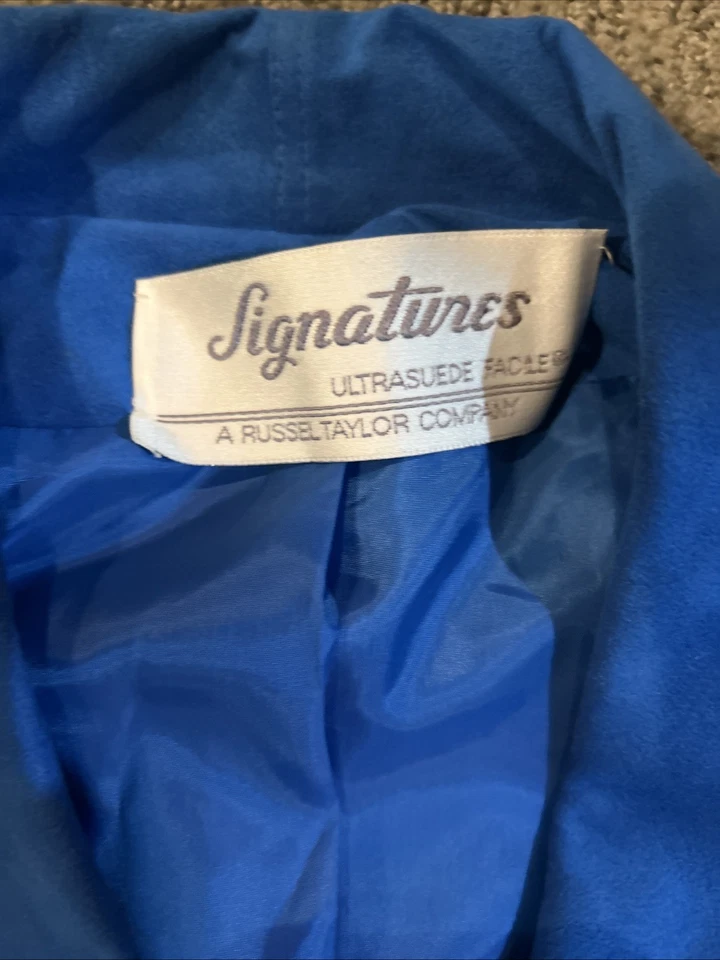 Signatures
ULTRASUEDE FACILE®
A RUSSELTAYLOR COMPANY